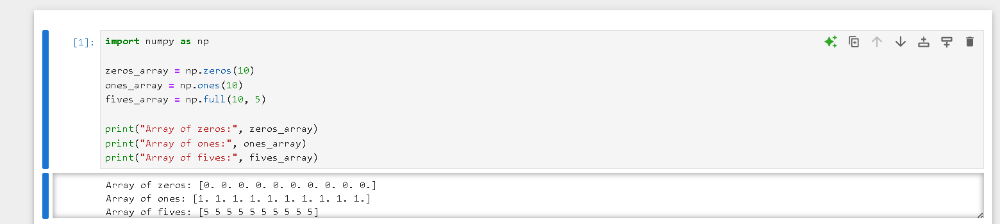 [1]: import numpy as np
zeros_array = np.zeros(10)
ones_array = np.ones(10)
fives_array = np.full(10, 5)
print("Array of zeros:", zeros_array)
print("Array of ones:", ones_array)
print("Array of fives:", fives_array)
Array of zeros: [0. 0. 0. 0. 0. 0. 0. 0. 0. 0.]
Array of ones: [1. 1. 1. 1. 1. 1. 1. 1. 1. 1.]
Array of fives: [5 5 5 5 5 5 5 5 5 5]